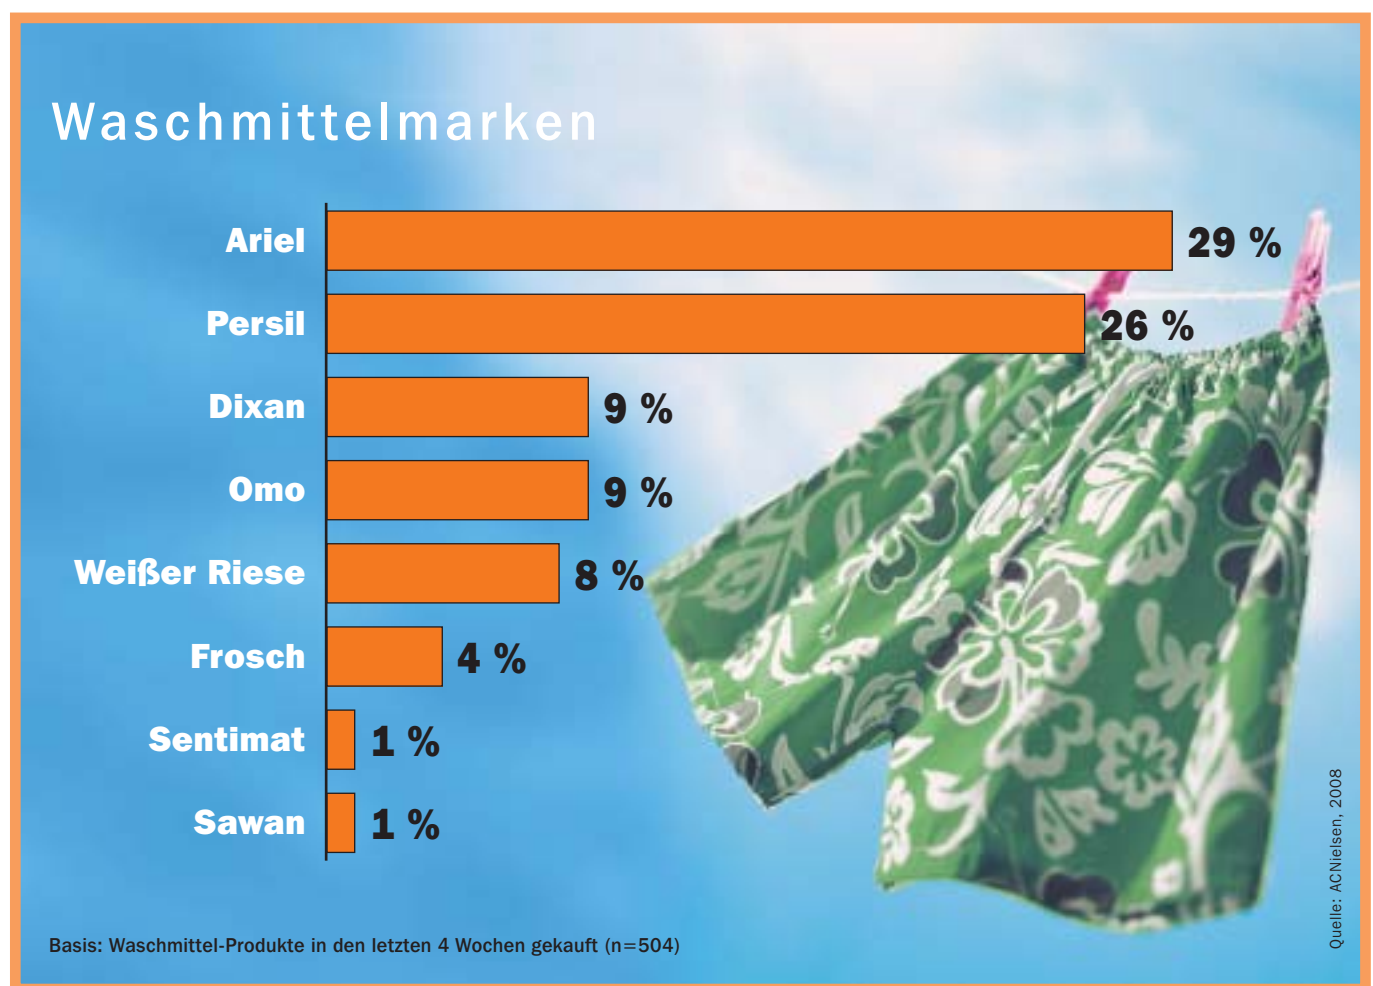 Waschmittelmarken
Ariel 29 %
Persil 26 %
Dixan 9 %
Omo 9 %
Weißer Riese 8 %
Frosch 4 %
Sentimat 1 %
Sawan 1 %
Basis: Waschmittel-Produkte in den letzten 4 Wochen gekauft (n=504)
Quelle: ACNielsen, 2008